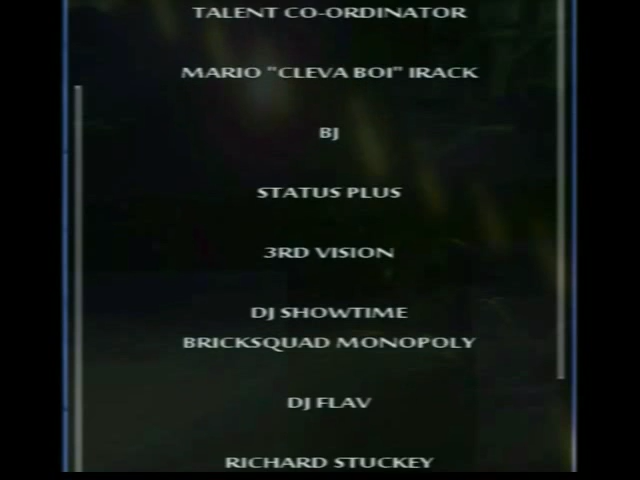 TALENT CO-ORDINATOR
MARIO "CLEVA BOI" IRACK
BJ
STATUS PLUS
3RD VISION
DJ SHOWTIME
BRICKSQUAD MONOPOLY
DJ FLAV
RICHARD STUCKEY